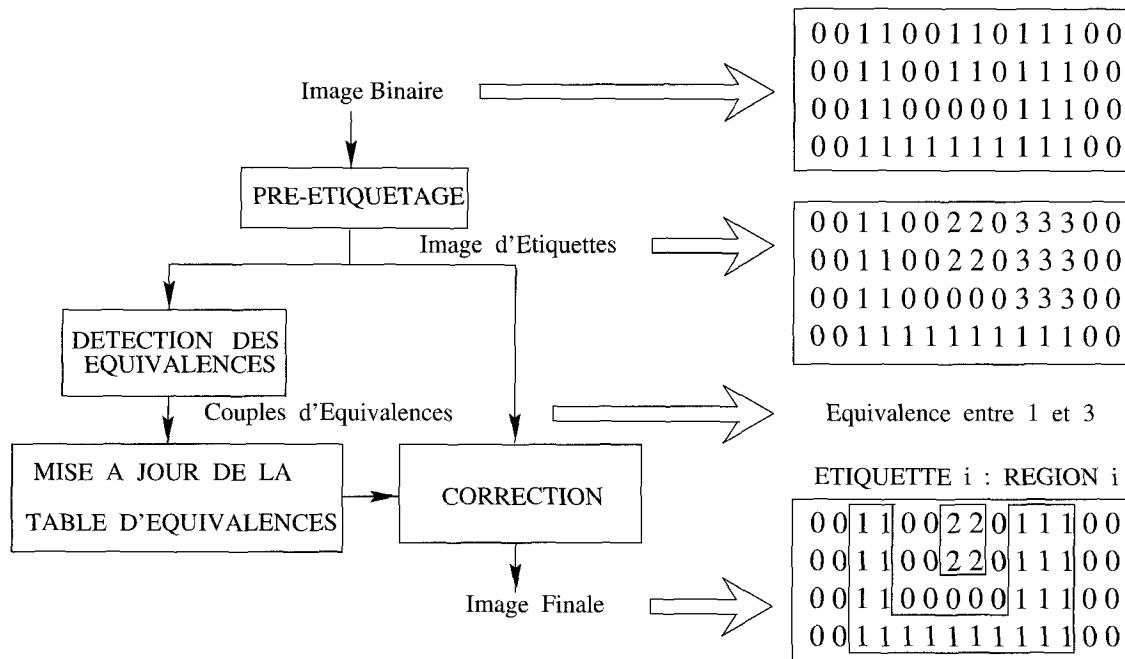 Image Binaire
0 0 1 1 0 0 1 1 0 1 1 1 0 0
0 0 1 1 0 0 1 1 0 1 1 1 0 0
0 0 1 1 0 0 0 0 0 1 1 1 0 0
0 0 1 1 1 1 1 1 1 1 1 1 0 0
PRE-ETIQUETAGE
Image d'Etiquettes
0 0 1 1 0 0 2 2 0 3 3 3 0 0
0 0 1 1 0 0 2 2 0 3 3 3 0 0
0 0 1 1 0 0 0 0 0 3 3 3 0 0
0 0 1 1 1 1 1 1 1 1 1 1 0 0
DETECTION DES
EQUIVALENCES
Couples d'Equivalences
Equivalence entre 1 et 3
MISE A JOUR DE LA
TABLE D'EQUIVALENCES
CORRECTION
ETIQUETTE i : REGION i
Image Finale
0 0 1 1 0 0 2 2 0 1 1 1 0 0
0 0 1 1 0 0 2 2 0 1 1 1 0 0
0 0 1 1 0 0 0 0 0 1 1 1 0 0
0 0 1 1 1 1 1 1 1 1 1 1 0 0